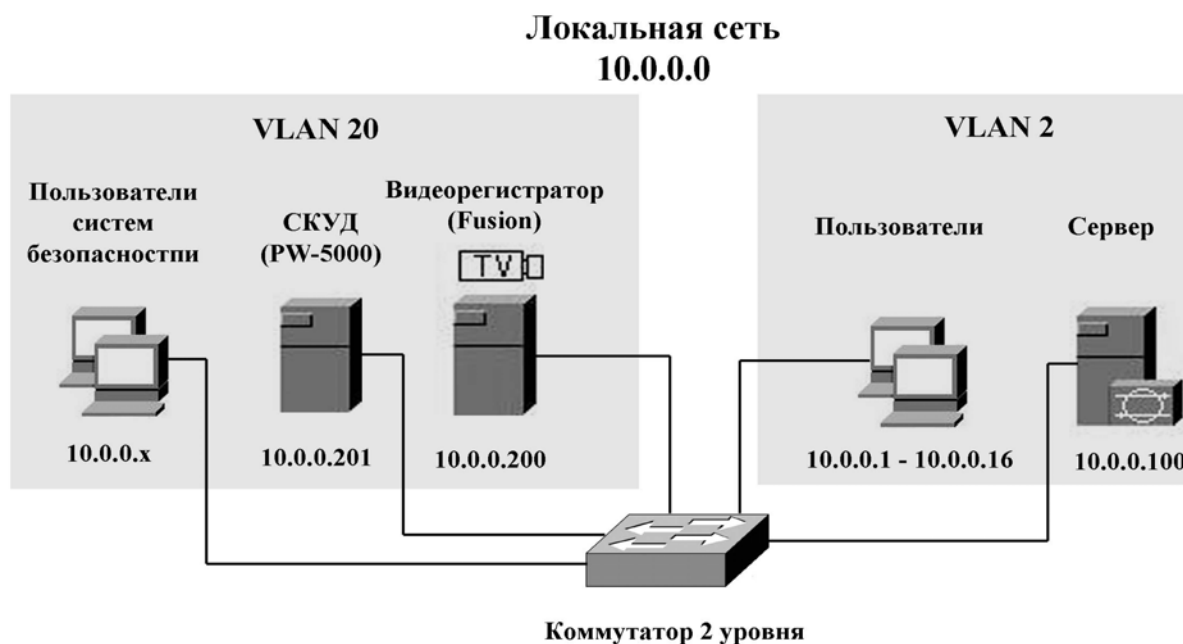 Локальная сеть
10.0.0.0
VLAN 20
VLAN 2
Пользователи
систем
безопасностпи
СКУД
(PW-5000)
Видеорегистратор
(Fusion)
TV
Пользователи
Сервер
10.0.0.x
10.0.0.201
10.0.0.200
10.0.0.1 - 10.0.0.16
10.0.0.100
Коммутатор 2 уровня